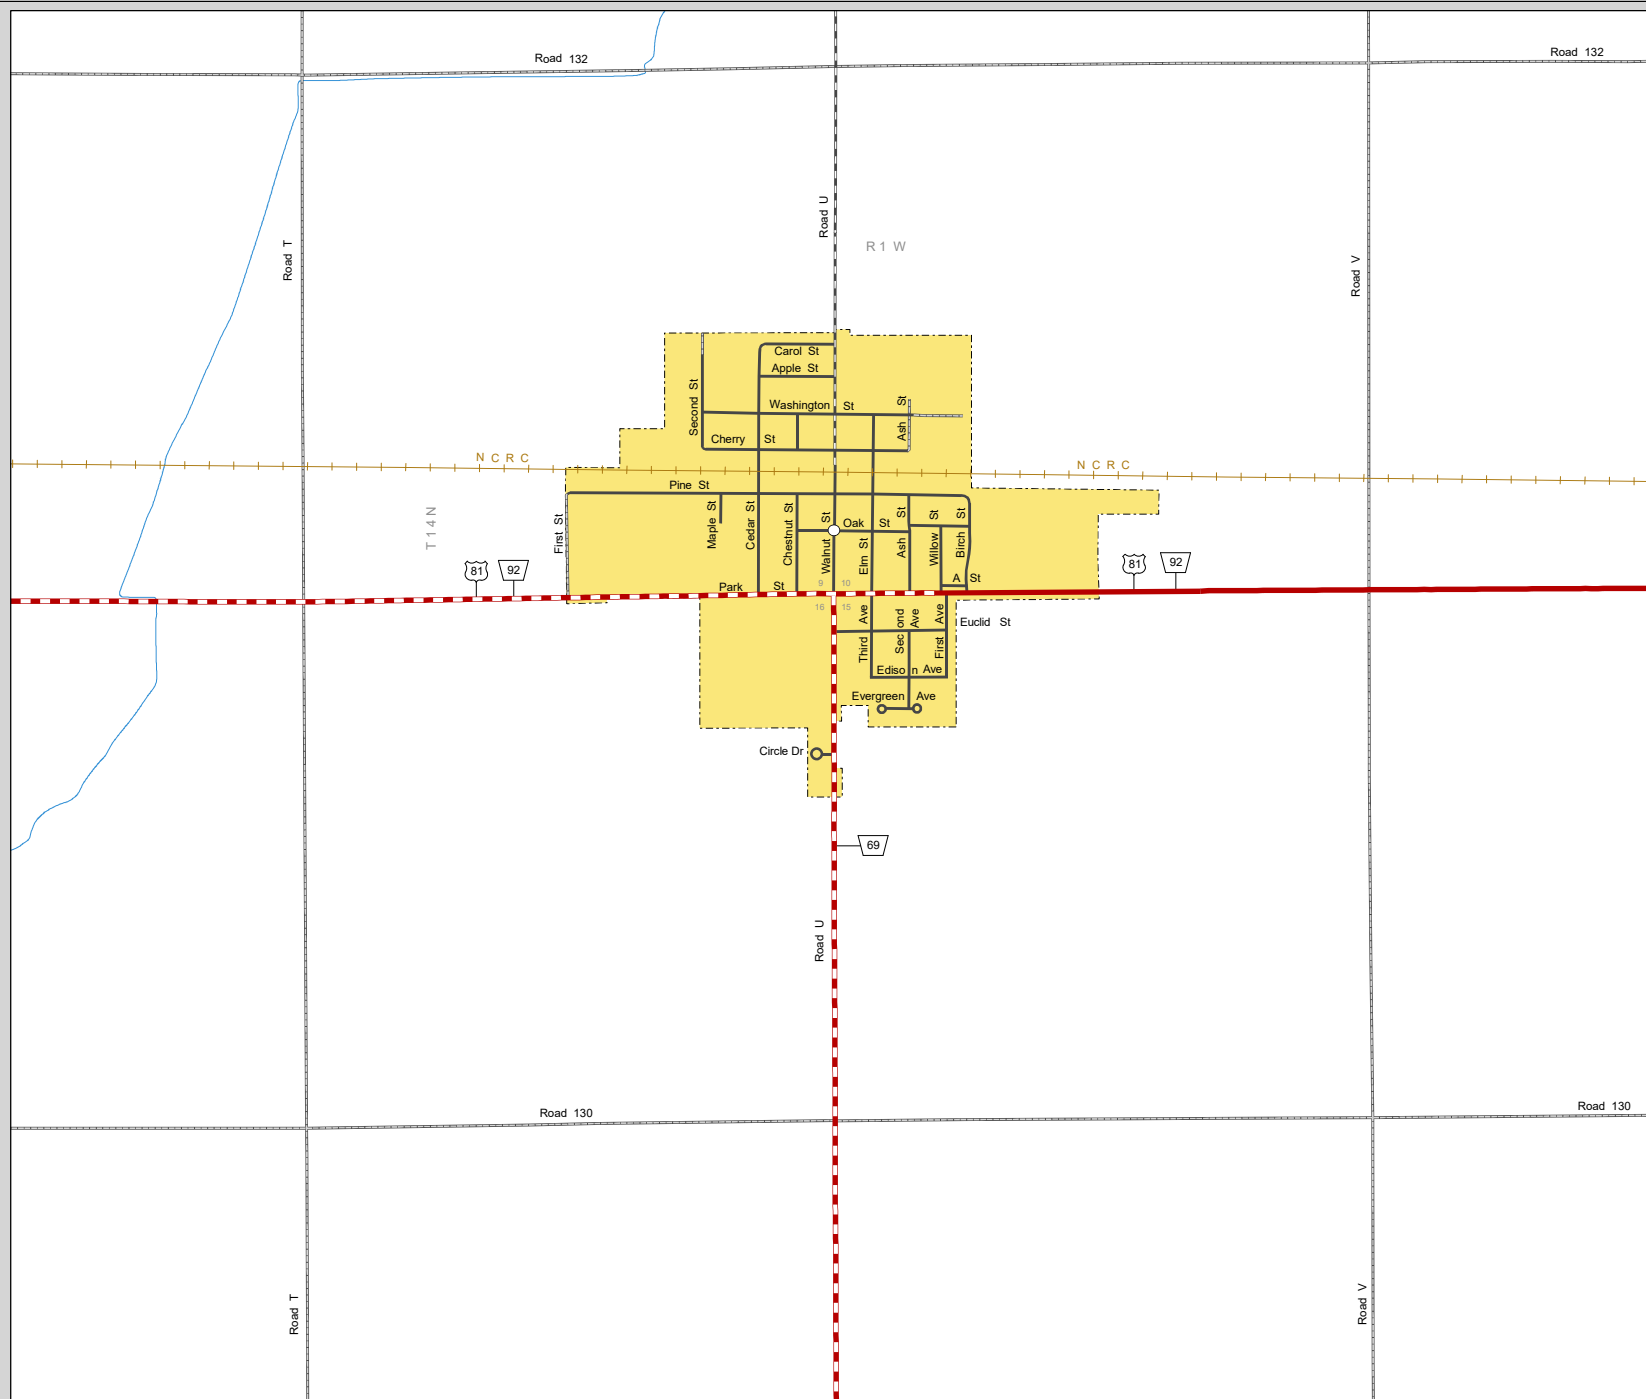 Road 132
Road 132
Road U
R 1 W
Road T
Road V
Carol St
Apple St
Second St
Washington St
Ash St
Cherry St
N C R C
N C R C
Pine St
T 1 4 N
First St
Maple St
Cedar St
Chestnut St
Walnut St
Oak St
Elm St
Ash St
Willow St
Birch St
81
92
81
92
A St
Park St
9
10
16
15
Third Ave
Second Ave
First Ave
Euclid St
Edison Ave
Evergreen Ave
Circle Dr
69
Road U
Road 130
Road 130
Road T
Road V